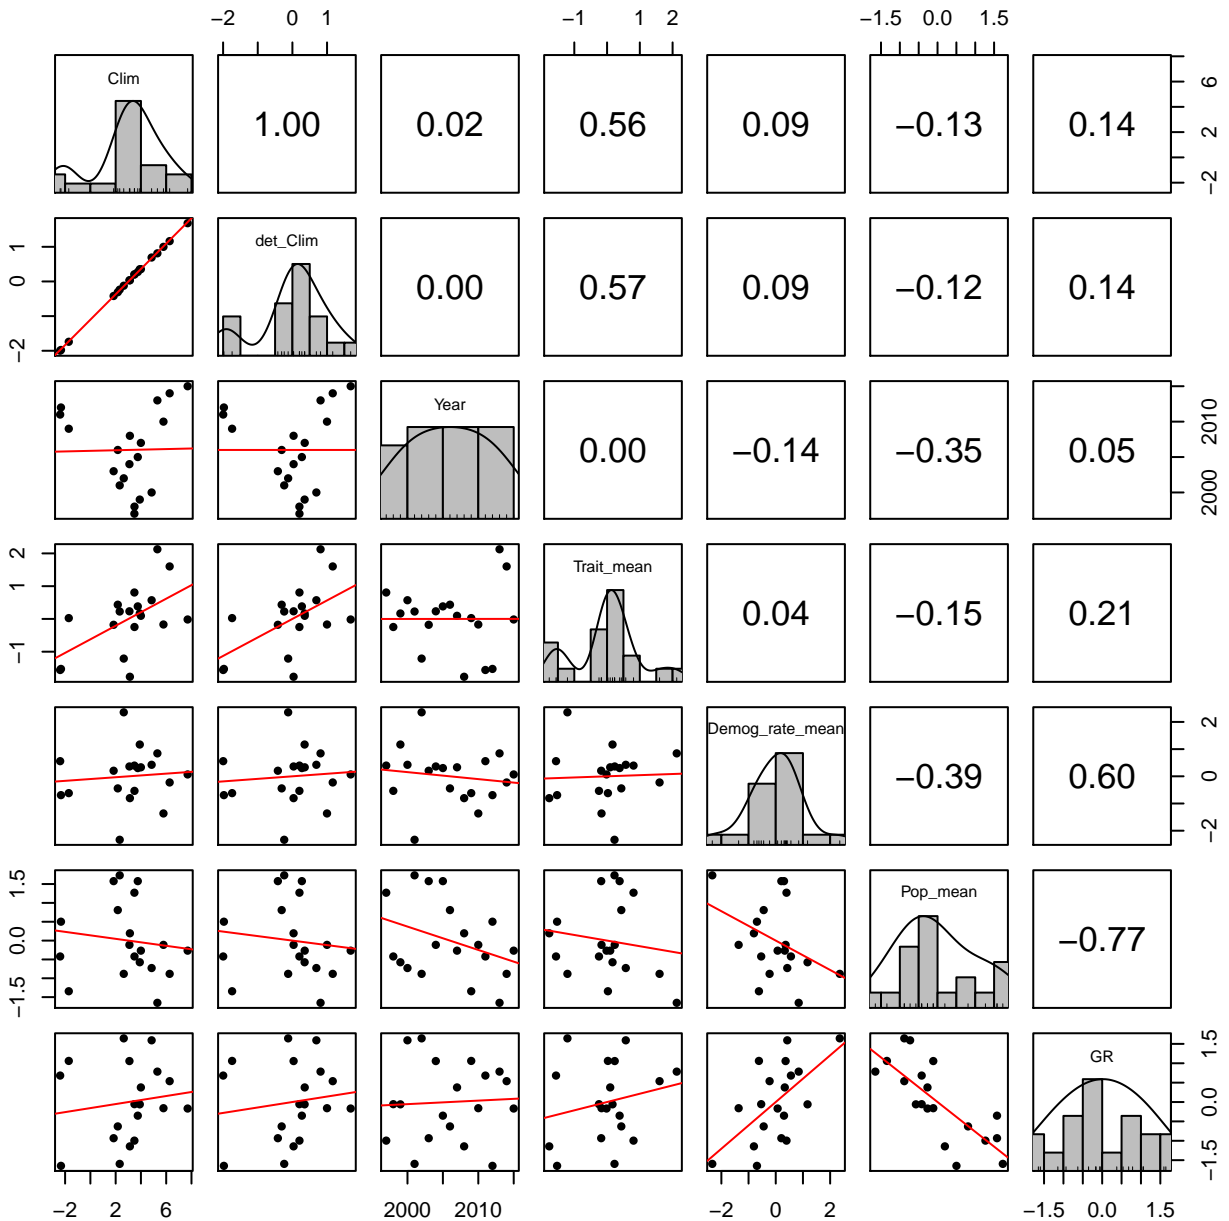 −2 0 1 −1 1 2 −1.5 0.0 1.5
Clim
1.00 0.02 0.56 0.09 −0.13 0.14
−2 2 6
det_Clim
0.00 0.57 0.09 −0.12 0.14
−2 0 1
Year
0.00 −0.14 −0.35 0.05
2000 2010
Trait_mean
0.04 −0.15 0.21
−1 1 2
Demog_rate_mean
−0.39 0.60
−2 0 2
Pop_mean
−0.77
−1.5 0.0 1.5
GR
−1.5 0.0 1.5
−2 2 6 2000 2010 −2 0 2 −1.5 0.0 1.5